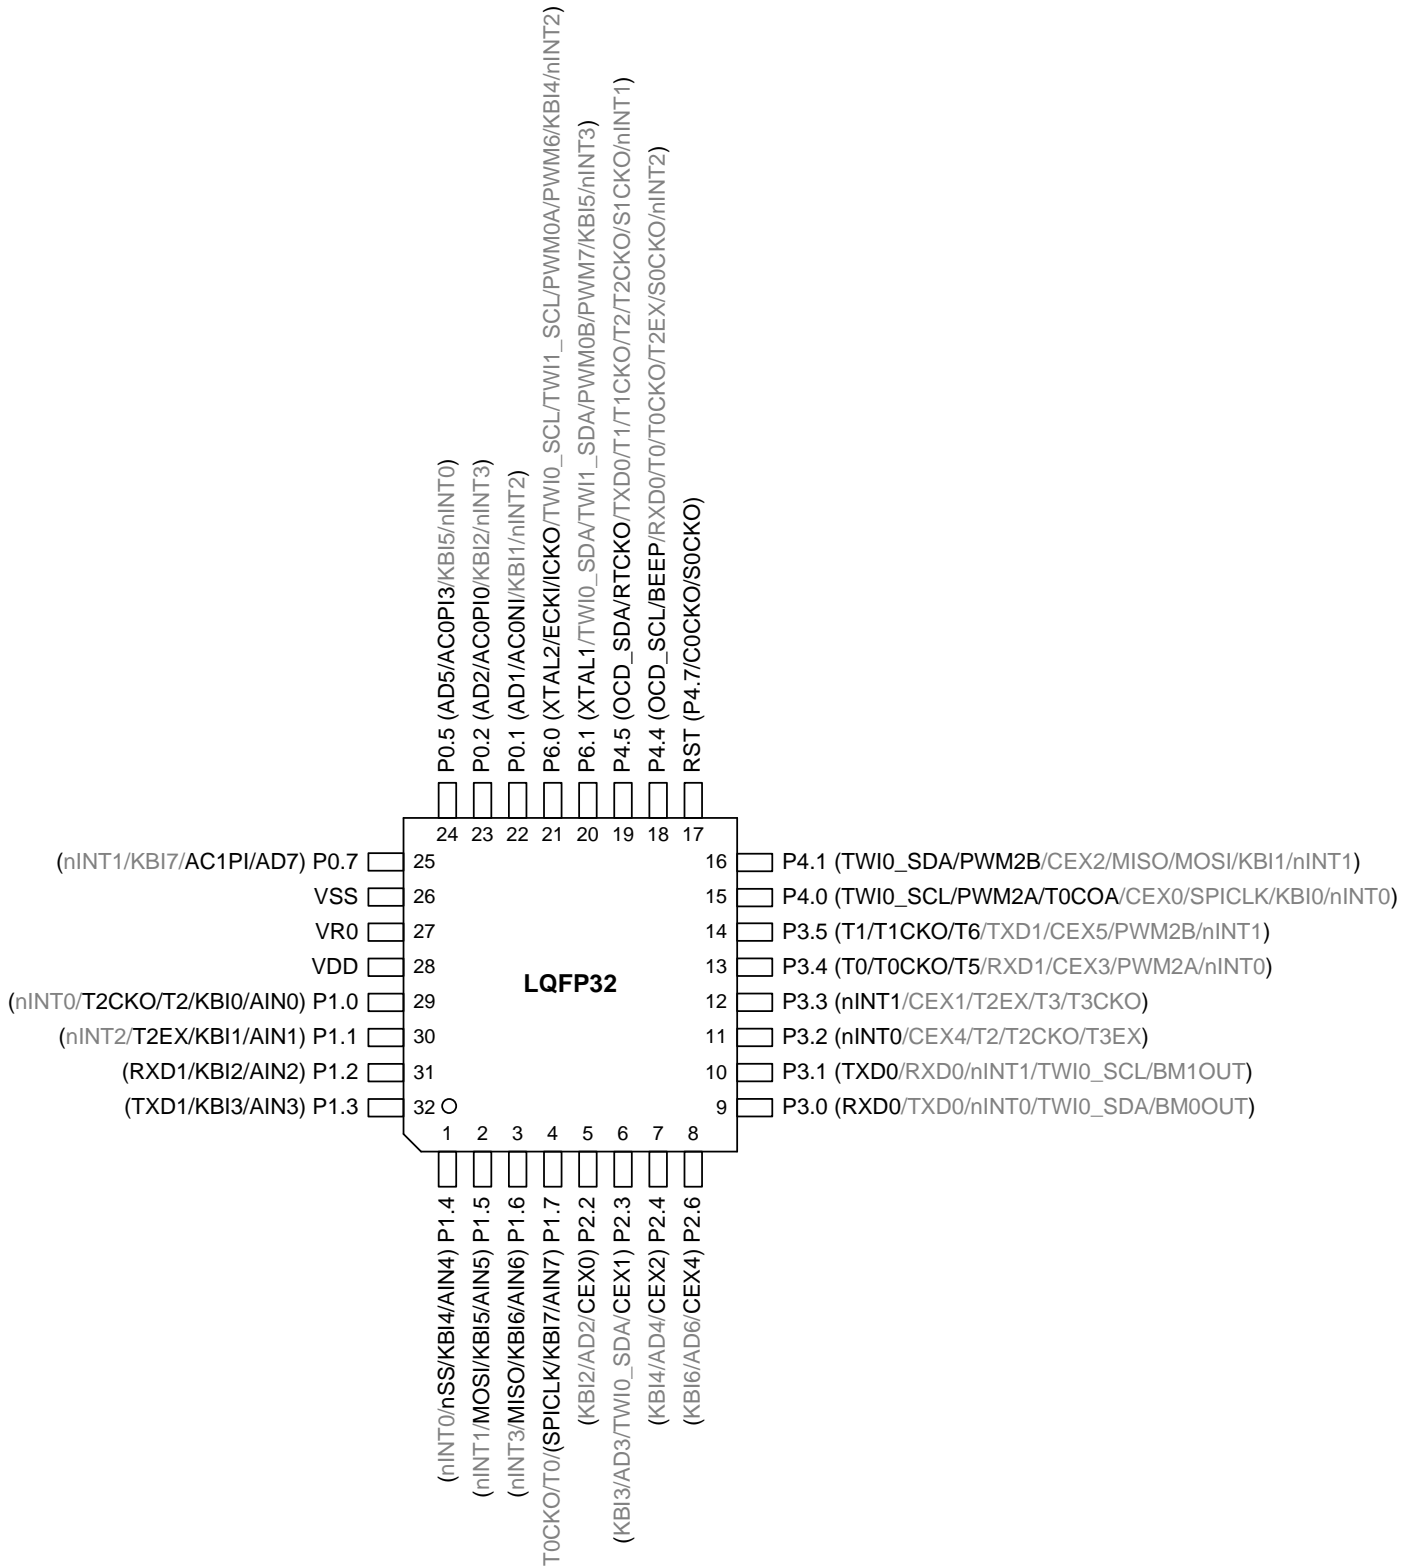 P0.5 (AD5/AC0PI3/KBI5/nINT0)
P0.2 (AD2/AC0PI0/KBI2/nINT3)
P0.1 (AD1/AC0NI/KBI1/nINT2)
P6.0 (XTAL2/ECKI/ICKO/TWI0_SCL/TWI1_SCL/PWM0A/PWM6/KBI4/nINT2)
P6.1 (XTAL1/TWI0_SDA/TWI1_SDA/PWM0B/PWM7/KBI5/nINT3)
P4.5 (OCD_SDA/RTCKO/TXD0/T1/T1CKO/T2/T2CKO/S1CKO/nINT1)
P4.4 (OCD_SCL/BEEP/RXD0/T0/T0CKO/T2EX/S0CKO/nINT2)
RST (P4.7/C0CKO/S0CKO)
24
23
22
21
20
19
18
17
(nINT1/KBI7/AC1PI/AD7) P0.7
25
VSS
26
VR0
27
VDD
28
(nINT0/T2CKO/T2/KBI0/AIN0) P1.0
29
(nINT2/T2EX/KBI1/AIN1) P1.1
30
(RXD1/KBI2/AIN2) P1.2
31
(TXD1/KBI3/AIN3) P1.3
32
LQFP32
16
P4.1 (TWI0_SDA/PWM2B/CEX2/MISO/MOSI/KBI1/nINT1)
15
P4.0 (TWI0_SCL/PWM2A/T0COA/CEX0/SPICLK/KBI0/nINT0)
14
P3.5 (T1/T1CKO/T6/TXD1/CEX5/PWM2B/nINT1)
13
P3.4 (T0/T0CKO/T5/RXD1/CEX3/PWM2A/nINT0)
12
P3.3 (nINT1/CEX1/T2EX/T3/T3CKO)
11
P3.2 (nINT0/CEX4/T2/T2CKO/T3EX)
10
P3.1 (TXD0/RXD0/nINT1/TWI0_SCL/BM1OUT)
9
P3.0 (RXD0/TXD0/nINT0/TWI0_SDA/BM0OUT)
1
2
3
4
5
6
7
8
(nINT0/nSS/KBI4/AIN4) P1.4
(nINT1/MOSI/KBI5/AIN5) P1.5
(nINT3/MISO/KBI6/AIN6) P1.6
T0CKO/T0/(SPICLK/KBI7/AIN7) P1.7
(KBI2/AD2/CEX0) P2.2
(KBI3/AD3/TWI0_SDA/CEX1) P2.3
(KBI4/AD4/CEX2) P2.4
(KBI6/AD6/CEX4) P2.6